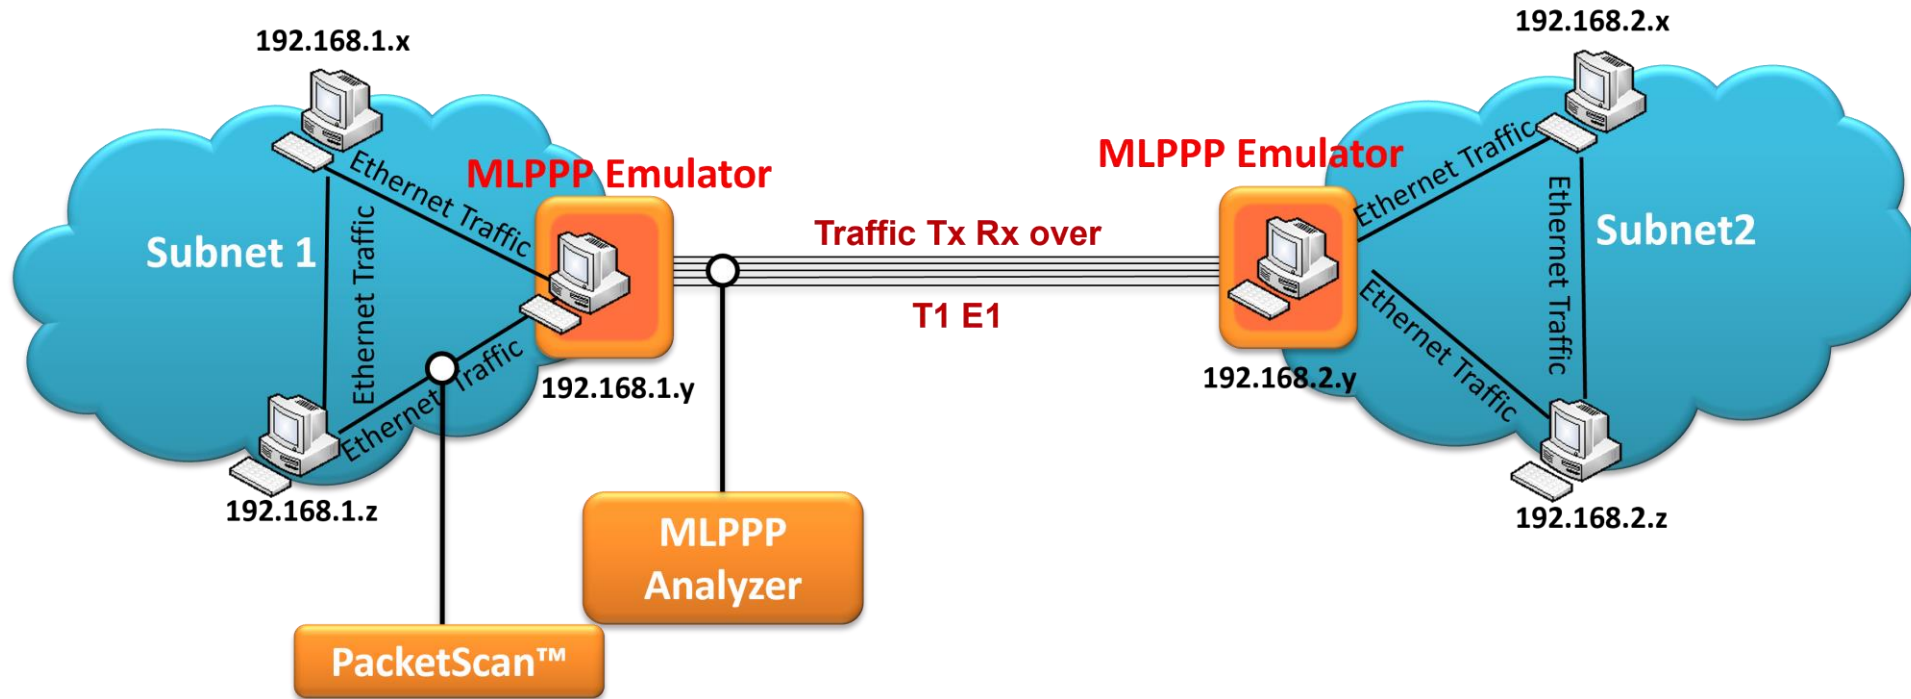 192.168.1.x
192.168.2.x
MLPPP Emulator
MLPPP Emulator
Ethernet Traffic
Ethernet Traffic
Ethernet Traffic
Subnet 1
Ethernet Traffic
Traffic Tx Rx over
T1 E1
Ethernet Traffic
Subnet2
Ethernet Traffic
192.168.1.y
192.168.2.y
192.168.1.z
192.168.2.z
MLPPP
Analyzer
PacketScan™